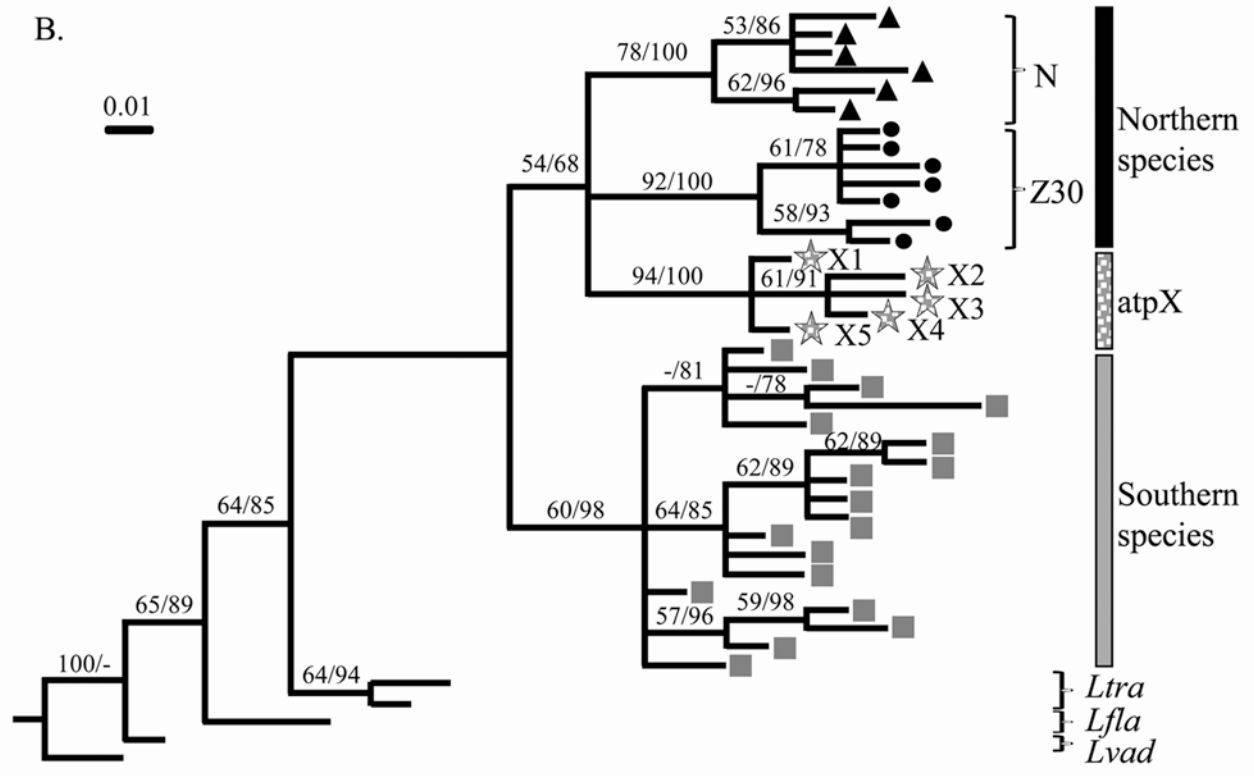 B.
0.01
53/86
78/100
62/96
N
Northern
species
61/78
54/68
92/100
58/93
Z30
X1
94/100
61/91
X2
X3
X4
X5
atpX
-/81
-/78
62/89
62/89
60/98
64/85
Southern
species
64/85
59/98
57/96
65/89
100/-
64/94
Ltra
Lfla
Lvad